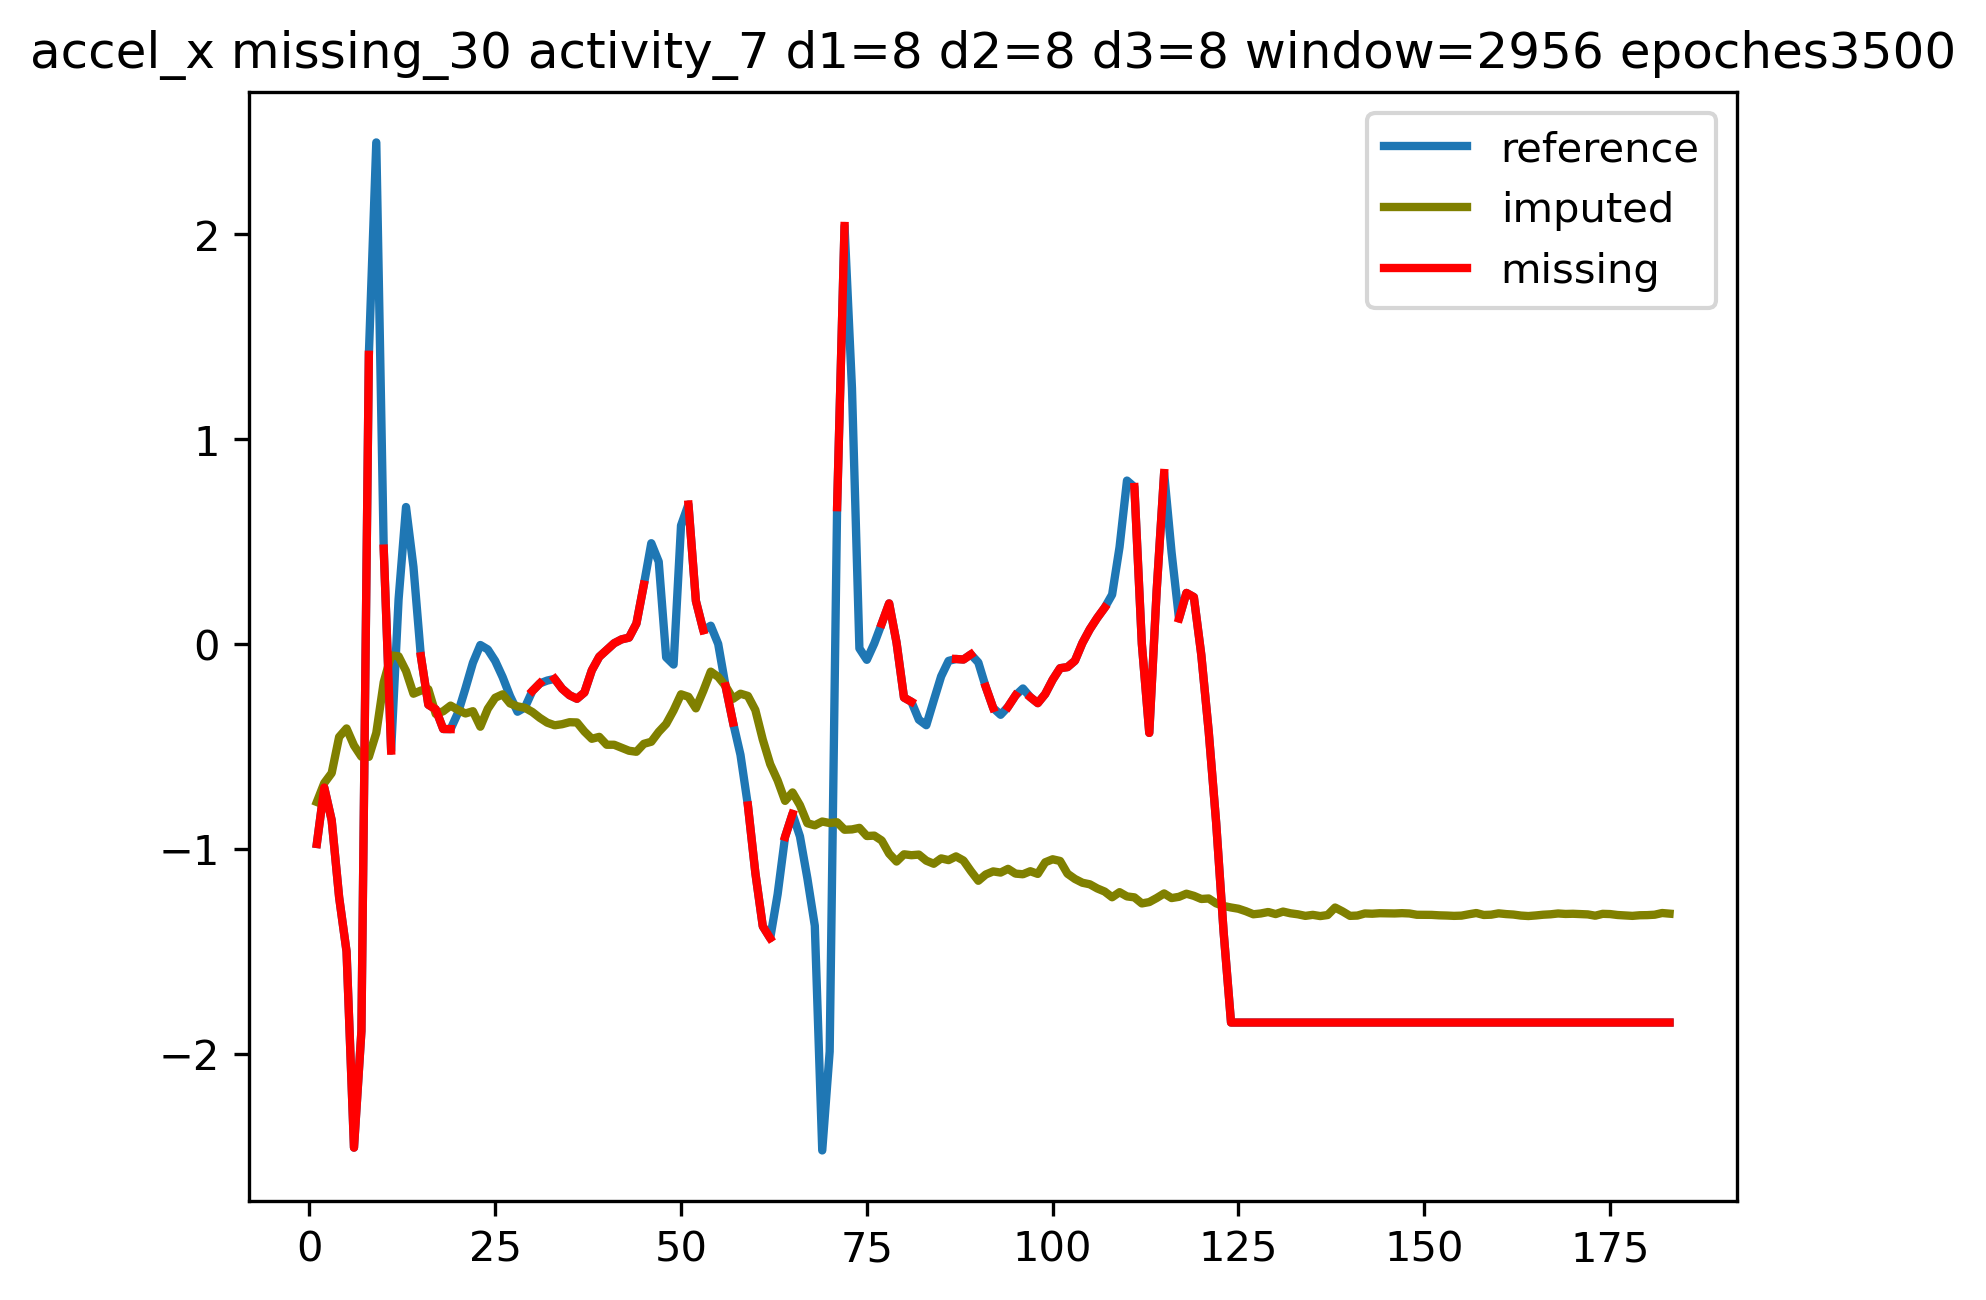 accel_x missing_30 activity_7 d1=8 d2=8 d3=8 window=2956 epoches3500
reference
imputed
missing
2
1
0
−1
−2
0 25 50 75 100 125 150 175